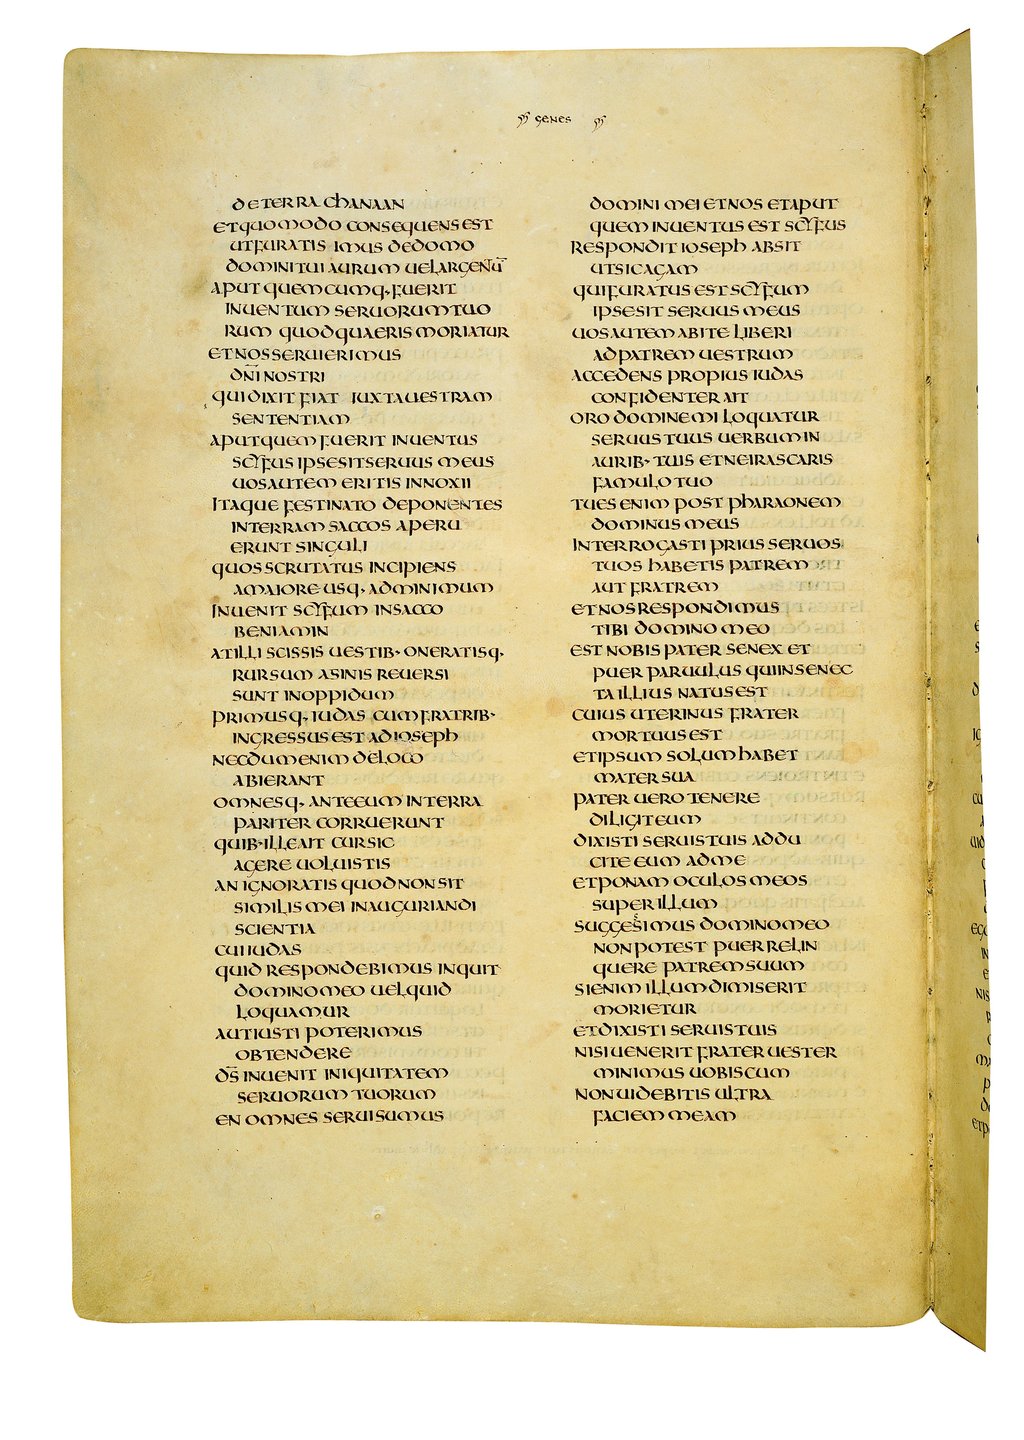 GENES
DE TERRA CHANAAN
ET QUOMODO CONSEQUENS EST
UT FURATI SIMUS DE DOMO
DOMINI TUI AURUM UEL ARGENTŪ
APUT QUEMCUMQ· FUERIT
INUENTUM SERUORUM TUO
RUM QUOD QUAERIS MORIATUR
ET NOS SERUI ERIMUS
DN̄I NOSTRI
QUI DIXIT FIAT IUXTA UESTRAM
SENTENTIAM
APUT QUEM FUERIT INUENTUS
SCYFUS IPSE SIT SERUUS MEUS
UOS AUTEM ERITIS INNOXII
ITAQUE FESTINATO DEPONENTES
IN TERRAM SACCOS APERU
ERUNT SINGULI
QUOS SCRUTATUS INCIPIENS
A MAIORE USQ· AD MINIMUM
INUENIT SCYFUM IN SACCO
BENIAMIN
AT ILLI SCISSIS UESTIB· ONERATISQ·
RURSUM ASINIS REUERSI
SUNT IN OPPIDUM
PRIMUSQ· IUDAS CUM FRATRIB·
INGRESSUS EST AD IOSEPH
NECDUM ENIM DE LOCO
ABIERANT
OMNESQ· ANTE EUM IN TERRA
PARITER CORRUERUNT
QUIB· ILLE AIT CUR SIC
AGERE UOLUISTIS
AN IGNORATIS QUOD NON SIT
SIMILIS MEI IN AUGURIANDI
SCIENTIA
CUI IUDAS
QUID RESPONDEBIMUS INQUIT
DOMINO MEO UEL QUID
LOQUAMUR
AUT IUSTI POTERIMUS
OBTENDERE
D̄S INUENIT INIQUITATEM
SERUORUM TUORUM
EN OMNES SERUI SUMUS
DOMINI MEI ET NOS ET APUT
QUEM INUENTUS EST SCYFUS
RESPONDIT IOSEPH ABSIT
UT SIC AGAM
QUI FURATUS EST SCYFUM
IPSE SIT SERUUS MEUS
UOS AUTEM ABITE LIBERI
AD PATREM UESTRUM
ACCEDENS PROPIUS IUDAS
CONFIDENTER AIT
ORO DOMINE MI LOQUATUR
SERUUS TUUS UERBUM IN
AURIB· TUIS ET NE IRASCARIS
FAMULO TUO
TU ES ENIM POST PHARAONEM
DOMINUS MEUS
INTERROGASTI PRIUS SERUOS
TUOS HABETIS PATREM
AUT FRATREM
ET NOS RESPONDIMUS
TIBI DOMINO MEO
EST NOBIS PATER SENEX ET
PUER PARUULUS QUI IN SENEC
TA ILLIUS NATUS EST
CUIUS UTERINUS FRATER
MORTUUS EST
ET IPSUM SOLUM HABET
MATER SUA
PATER UERO TENERE
DILIGIT EUM
DIXISTI SERUIS TUIS ADDU
CITE EUM AD ME
ET PONAM OCULOS MEOS
SUPER ILLUM
SUGGESSIMUS DOMINO MEO
NON POTEST PUER RELIN
QUERE PATREM SUUM
SI ENIM ILLUM DIMISERIT
MORIETUR
ET DIXISTI SERUIS TUIS
NISI UENERIT FRATER UESTER
MINIMUS UOBISCUM
NON UIDEBITIS ULTRA
FACIEM MEAM